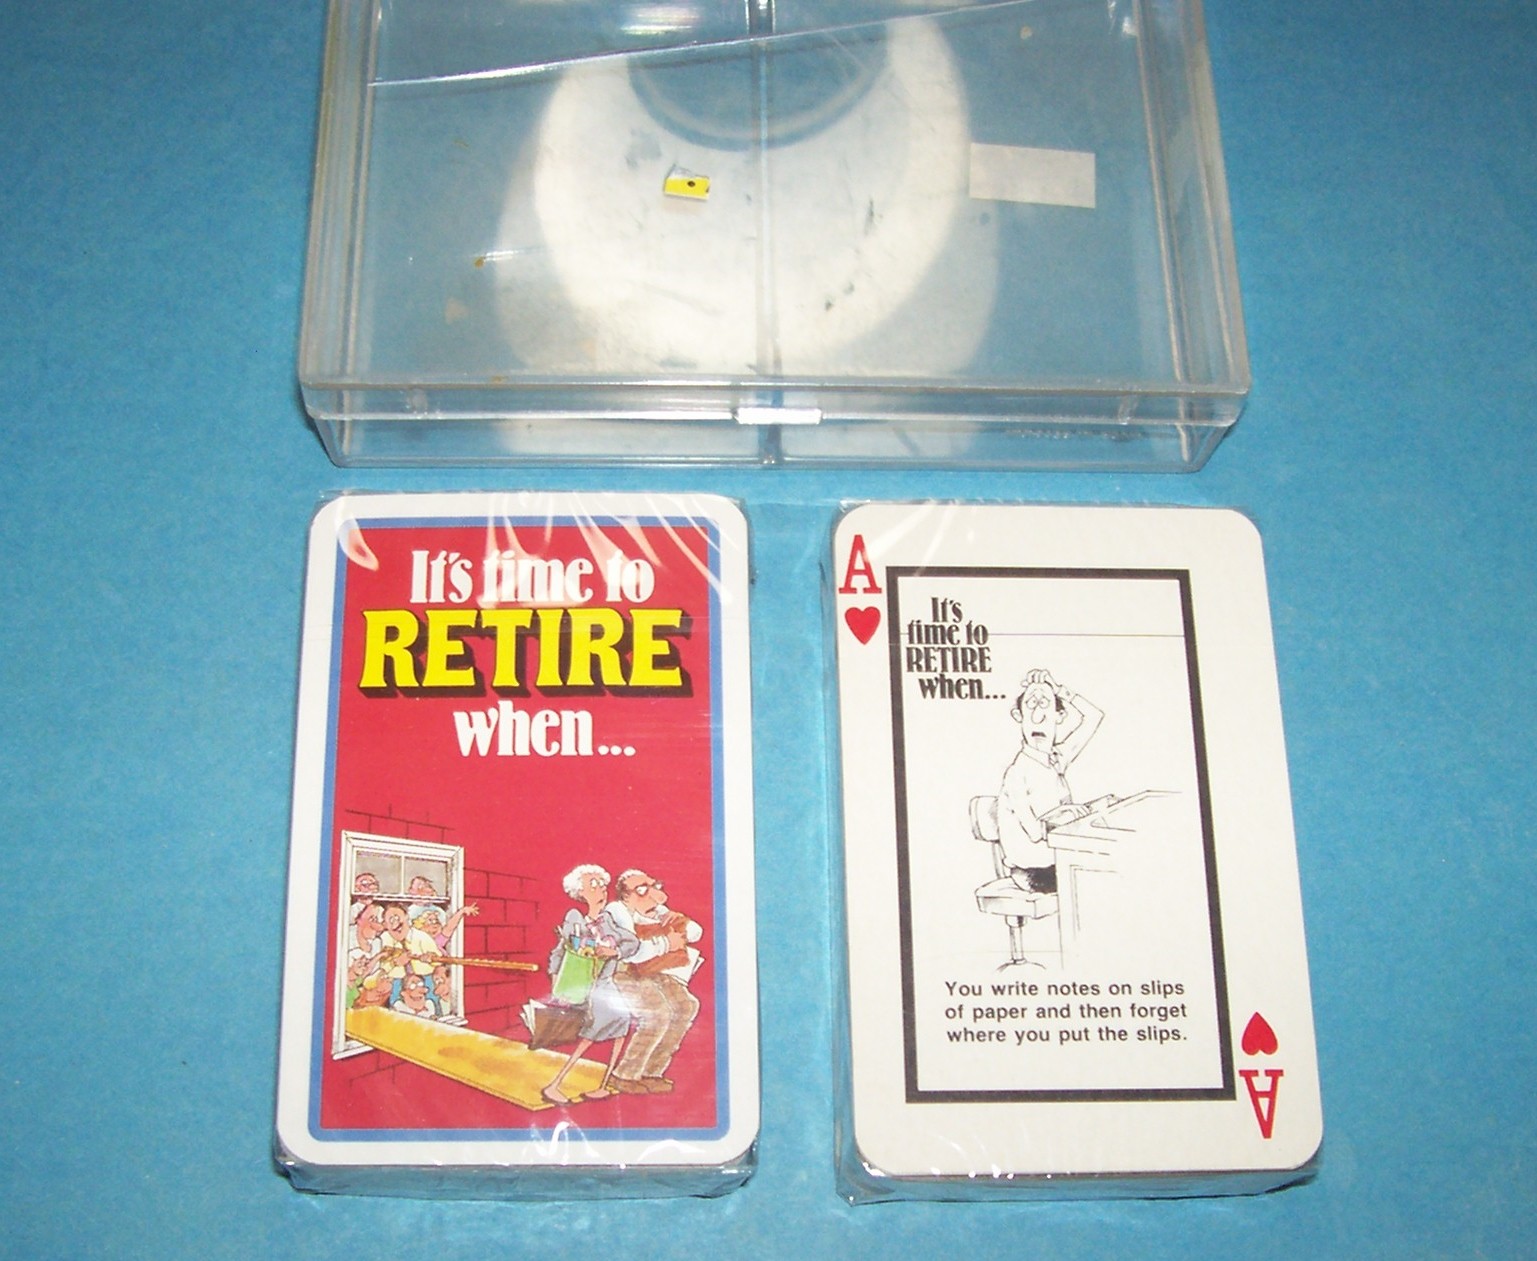 It's time to
RETIRE
when...
A
It's
time to
RETIRE
when...
You write notes on slips
of paper and then forget
where you put the slips.
A